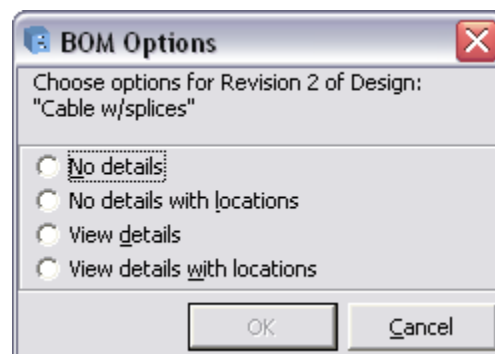 BOM Options
Choose options for Revision 2 of Design:
"Cable w/splices"
No details
No details with locations
View details
View details with locations
OK
Cancel